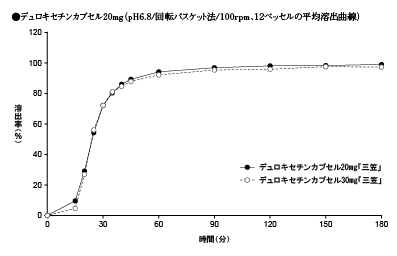 ●デュロキセチンカプセル20mg(pH6.8/回転バスケット法/100rpm、12ベッセルの平均溶出曲線)
120
100
80
60
40
20
0
溶出率(%)
デュロキセチンカプセル20mg「三笠」
デュロキセチンカプセル30mg「三笠」
0 30 60 90 120 150 180
時間(分)